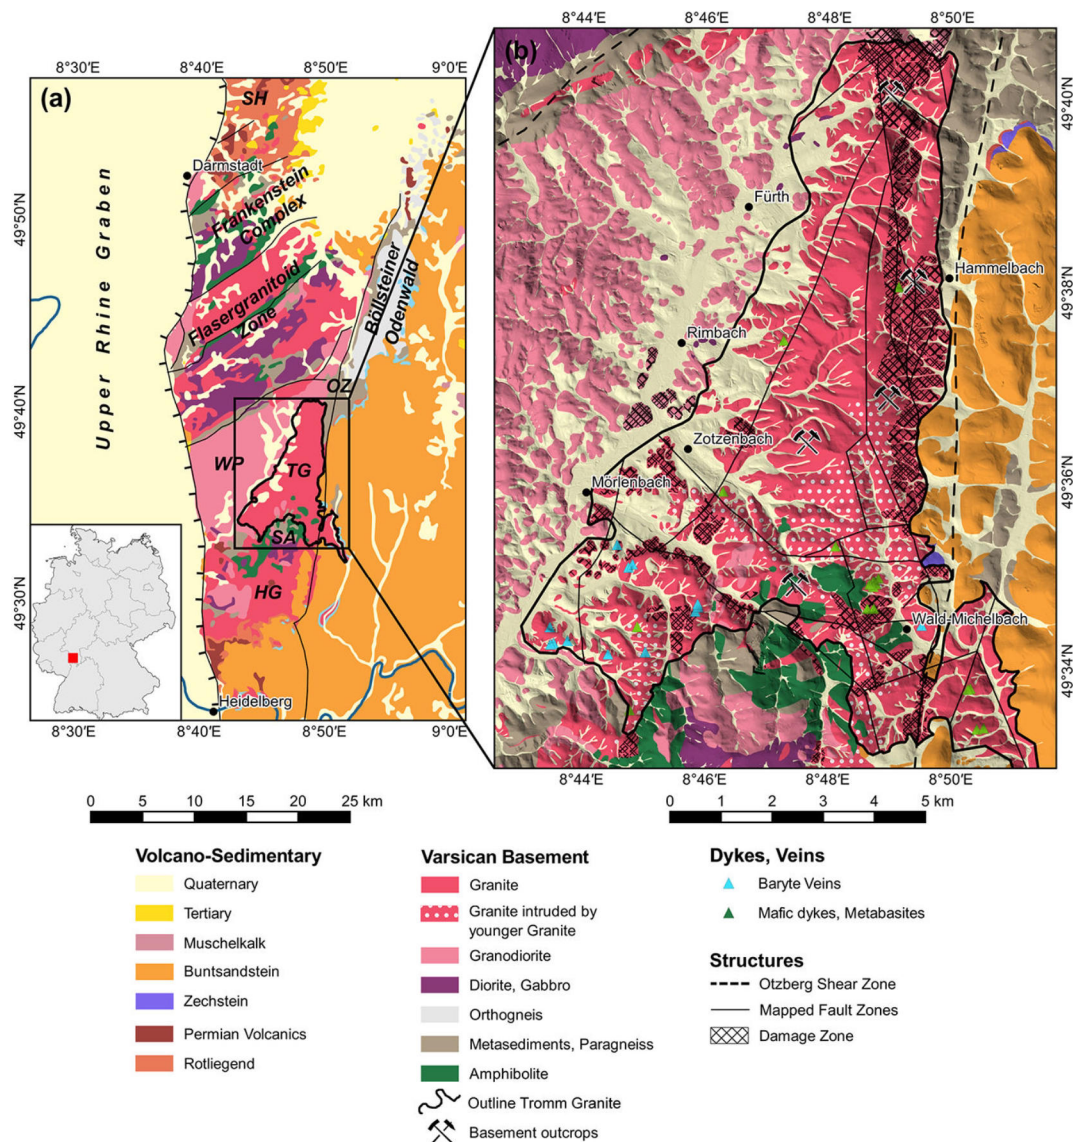 8°44'E 8°46'E 8°48'E 8°50'E
8°30'E 8°40'E 8°50'E 9°0'E
(a)
SH
Darmstadt
Frankenstein
Complex
Flasergranitoid
Zone
Böllsteiner
Odenwald
OZ
Upper Rhine Graben
WP
TG
SA
HG
Heidelberg
49°50'N
49°40'N
49°30'N
8°30'E 8°40'E 8°50'E 9°0'E
(b)
Fürth
Hammelbach
Rimbach
Zotzenbach
Mörlenbach
Wald-Michelbach
49°40'N
49°38'N
49°36'N
49°34'N
8°44'E 8°46'E 8°48'E 8°50'E
0 5 10 15 20 25 km
0 1 2 3 4 5 km
Volcano-Sedimentary
Quaternary
Tertiary
Muschelkalk
Buntsandstein
Zechstein
Permian Volcanics
Rotliegend
Varsican Basement
Granite
Granite intruded by
younger Granite
Granodiorite
Diorite, Gabbro
Orthogneis
Metasediments, Paragneiss
Amphibolite
Outline Tromm Granite
Basement outcrops
Dykes, Veins
Baryte Veins
Mafic dykes, Metabasites
Structures
Otzberg Shear Zone
Mapped Fault Zones
Damage Zone